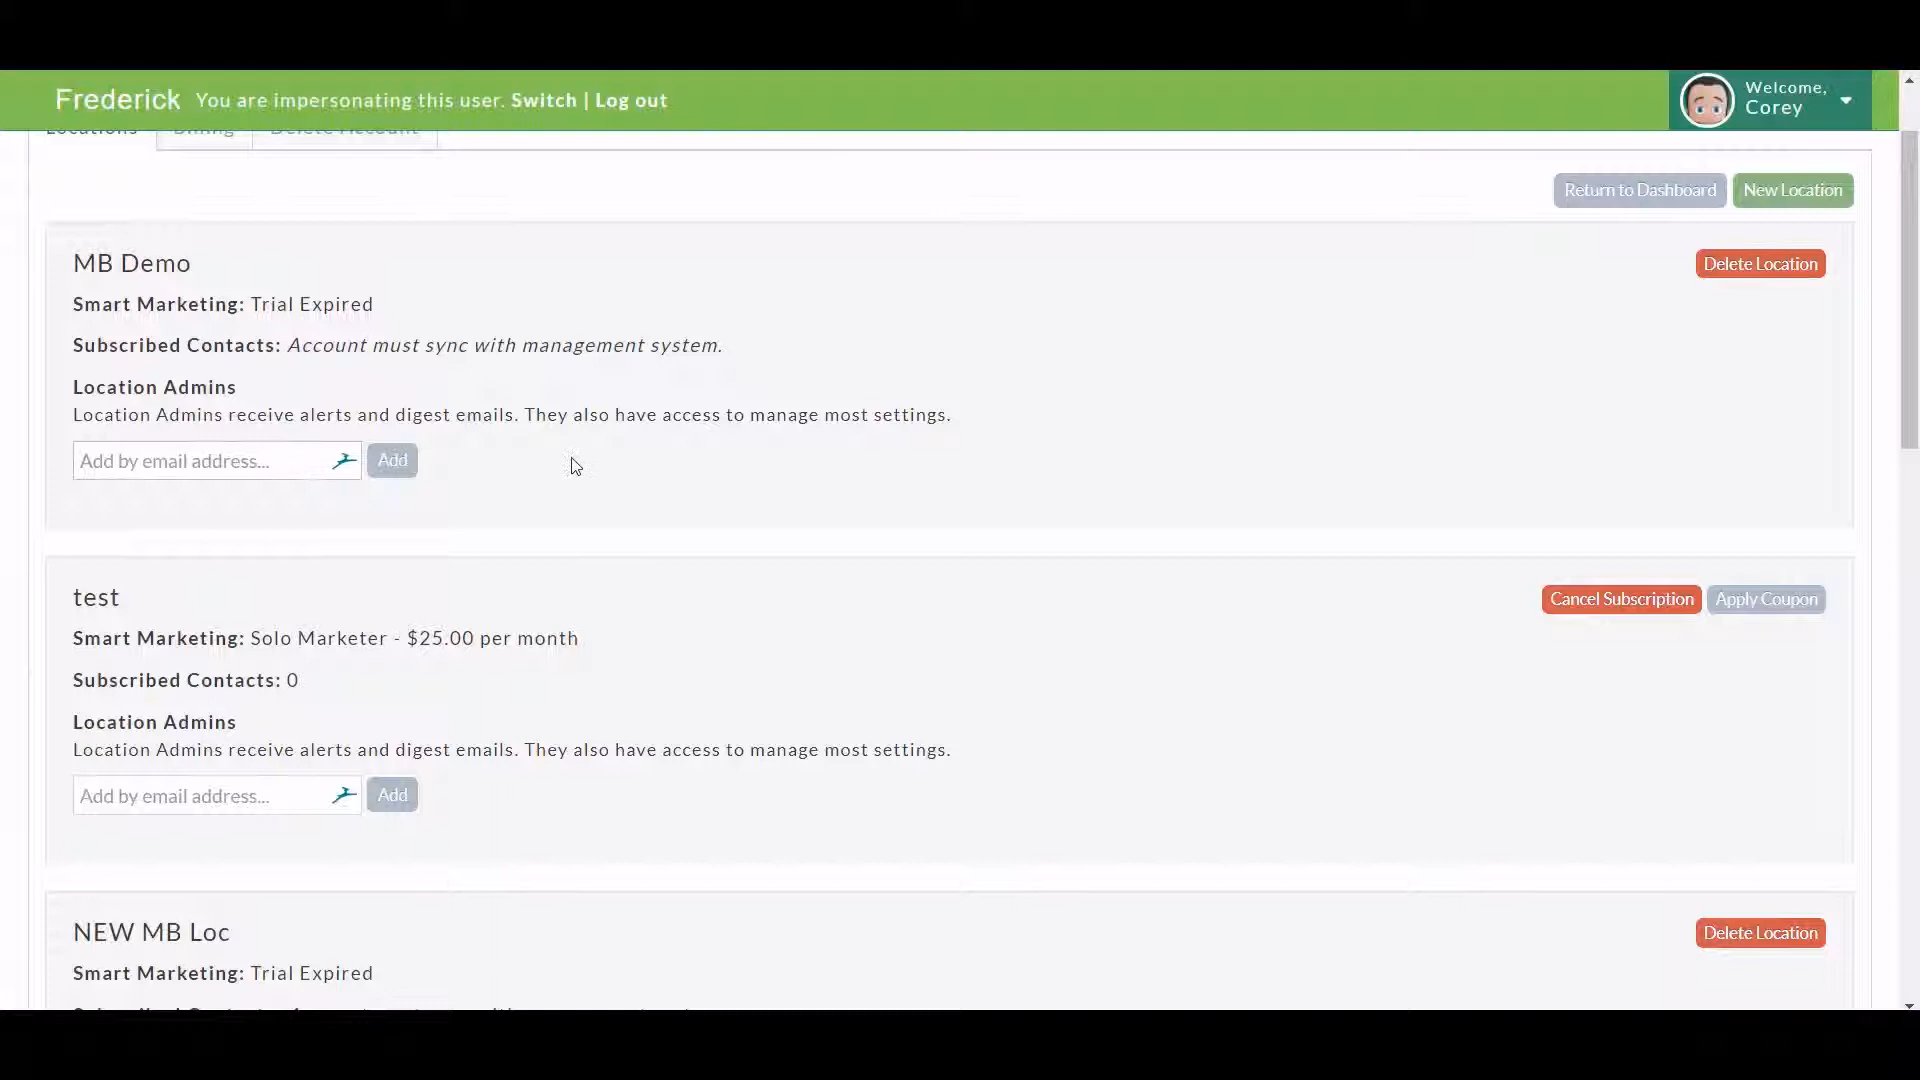 Frederick You are impersonating this user. Switch | Log out
Welcome,
Corey
Locations Billing Delete Account
Return to Dashboard New Location
MB Demo
Delete Location
Smart Marketing: Trial Expired
Subscribed Contacts: Account must sync with management system.
Location Admins
Location Admins receive alerts and digest emails. They also have access to manage most settings.
Add by email address... Add
test
Cancel Subscription Apply Coupon
Smart Marketing: Solo Marketer - $25.00 per month
Subscribed Contacts: 0
Location Admins
Location Admins receive alerts and digest emails. They also have access to manage most settings.
Add by email address... Add
NEW MB Loc
Delete Location
Smart Marketing: Trial Expired